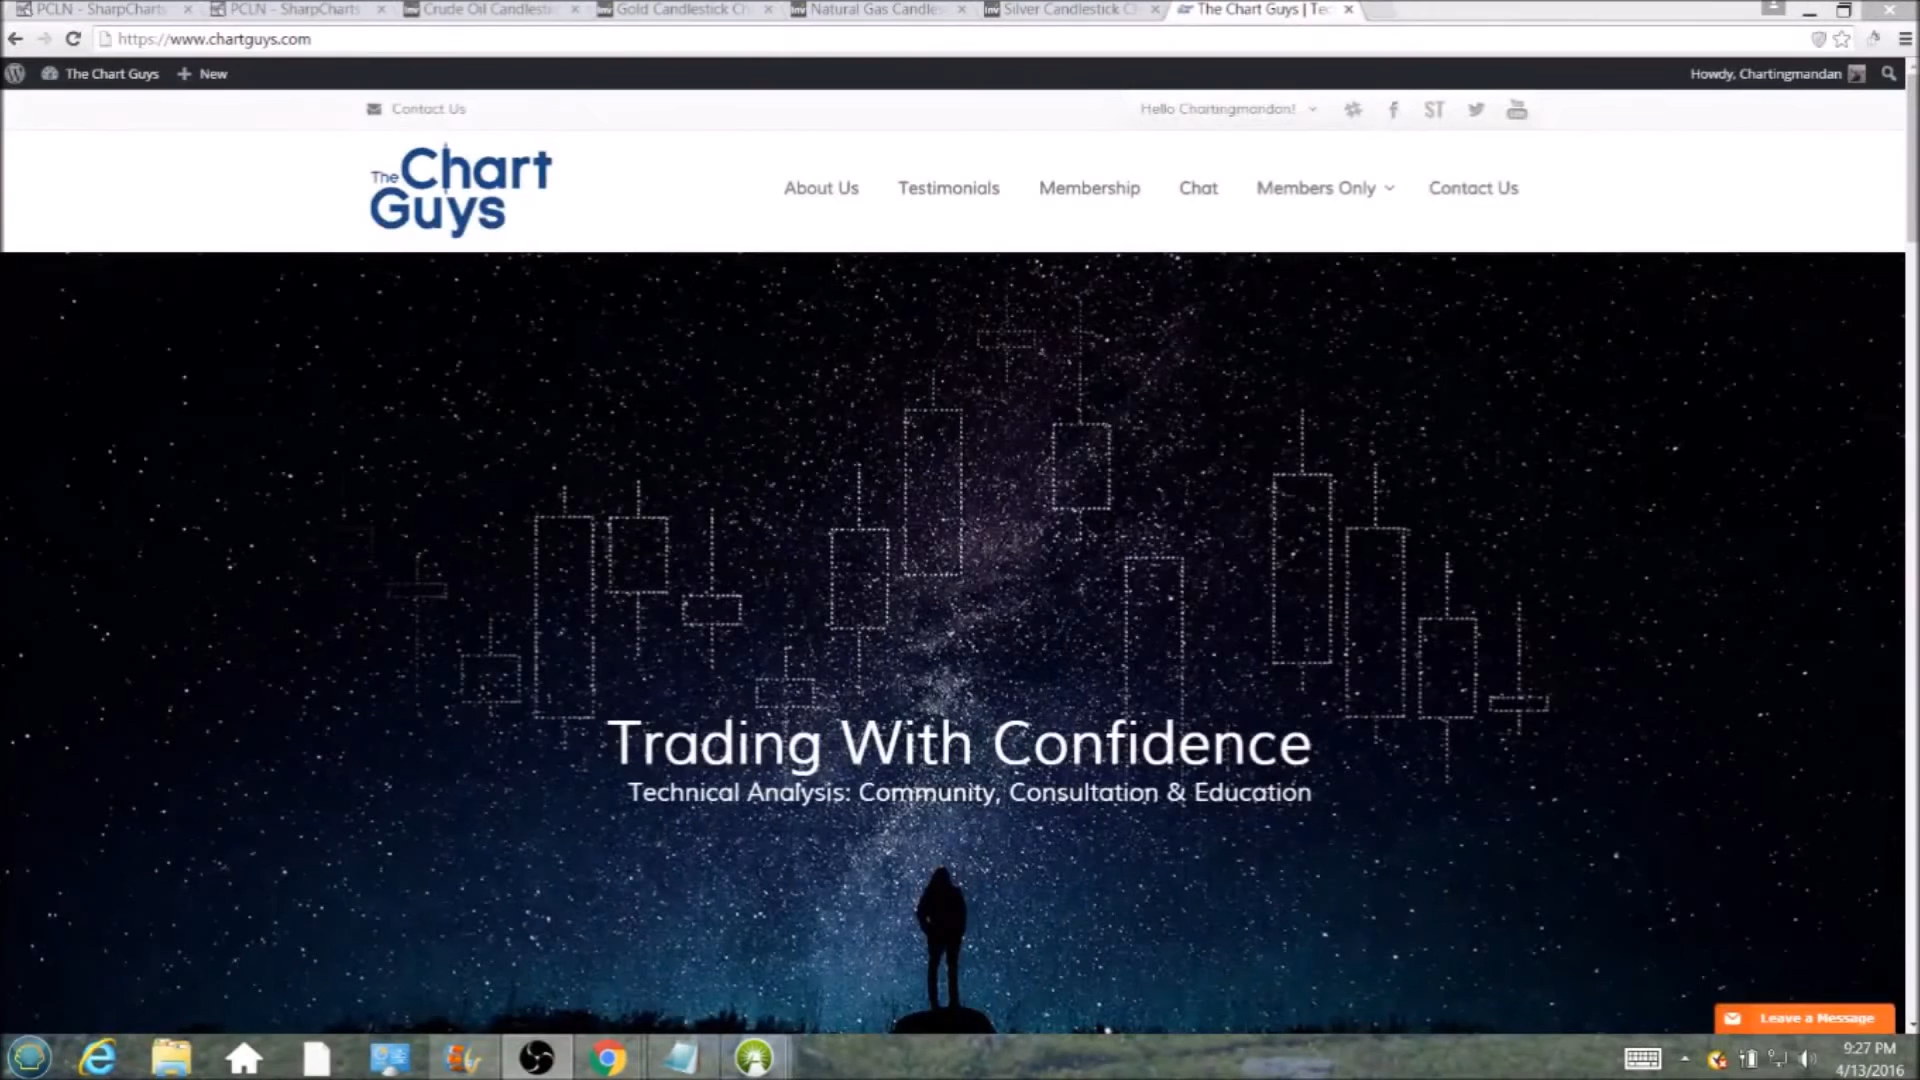 PCLN - SharpCharts
PCLN - SharpCharts
Crude Oil Candlesti
Gold Candlestick C
Natural Gas Candle
Silver Candlestick C
The Chart Guys | Tec
https://www.chartguys.com
The Chart Guys
New
Howdy, Chartingmandan
Contact Us
Hello Chartingmandan!
ST
The Chart Guys
About Us
Testimonials
Membership
Chat
Members Only
Contact Us
Trading With Confidence
Technical Analysis: Community, Consultation & Education
Leave a Message
9:27 PM
4/13/2016